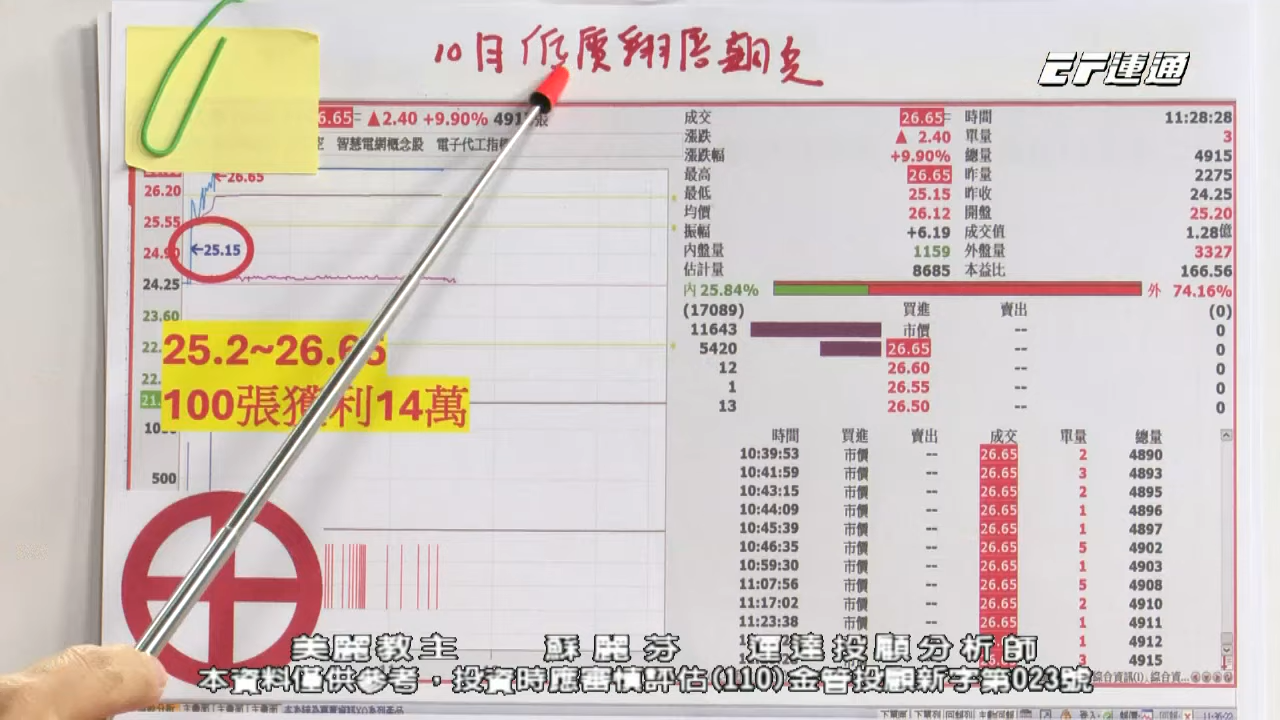 10月低價翻倍翻先
EF運通
26.65 ▲2.40 +9.90% 491 張
智慧電網概念股 電子代工指
26.65
26.20
25.55
25.15
24.25
23.60
22.
22.
21.
500
25.2~26.65
100張獲利14萬
成交 26.65 時間 11:28:28
漲跌 ▲ 2.40 單量 3
漲跌幅 +9.90% 總量 4915
最高 26.65 昨量 2275
最低 25.15 昨收 24.25
均價 26.12 開盤 25.20
振幅 +6.19 成交值 1.28億
內盤量 1159 外盤量 3327
估計量 8685 本益比 166.56
內 25.84% 外 74.16%
(17089) 買進 賣出 (0)
11643 市價 -- 0
5420 26.65 -- 0
12 26.60 -- 0
1 26.55 -- 0
13 26.50 -- 0
時間 買進 賣出 成交 單量 總量
10:39:53 市價 -- 26.65 2 4890
10:41:59 市價 -- 26.65 3 4893
10:43:15 市價 -- 26.65 2 4895
10:44:09 市價 -- 26.65 1 4896
10:45:39 市價 -- 26.65 1 4897
10:46:35 市價 -- 26.65 5 4902
10:59:30 市價 -- 26.65 1 4903
11:07:56 市價 -- 26.65 5 4908
11:17:02 市價 -- 26.65 2 4910
11:23:38 市價 -- 26.65 1 4911
1 4912
3 4915
美麗教主 蘇麗芬 運達投顧分析師
本資料僅供參考，投資時應審慎評估(110)金管投顧新字第023號